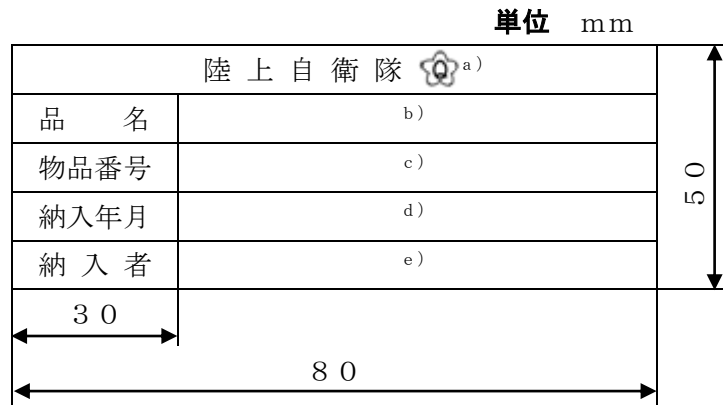 単位 mm
陸上自衛隊 Q a)
品 名 b)
物品番号 c)
納入年月 d)
納入者 e)
50
30
80